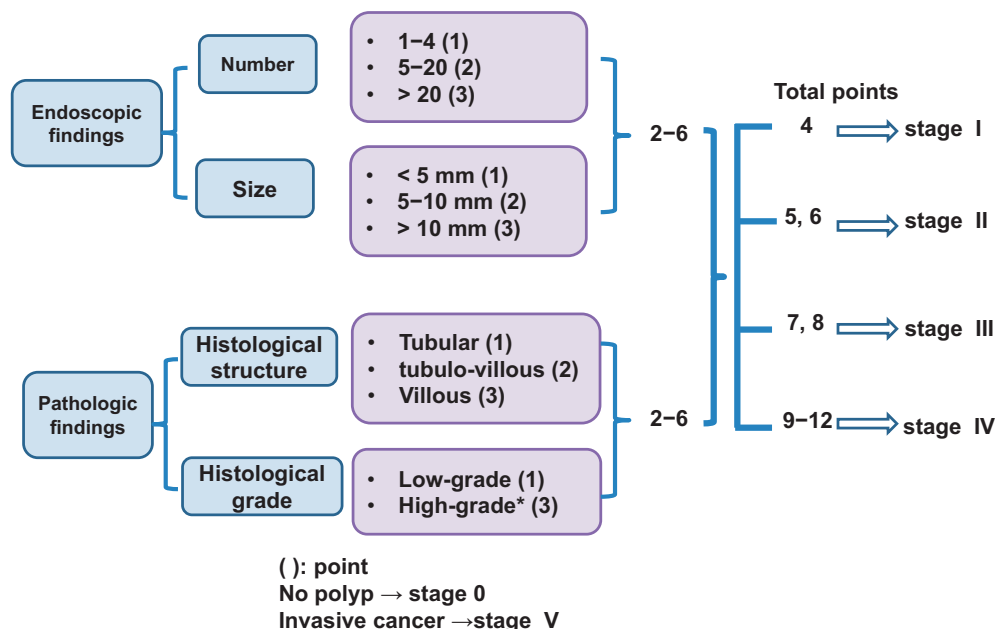 Endoscopic
findings
Number
• 1–4 (1)
• 5–20 (2)
• > 20 (3)
Size
• < 5 mm (1)
• 5–10 mm (2)
• > 10 mm (3)
2–6
Pathologic
findings
Histological
structure
• Tubular (1)
• tubulo-villous (2)
• Villous (3)
Histological
grade
• Low-grade (1)
• High-grade* (3)
2–6
Total points
4 stage I
5, 6 stage II
7, 8 stage III
9–12 stage IV
( ): point
No polyp → stage 0
Invasive cancer →stage V